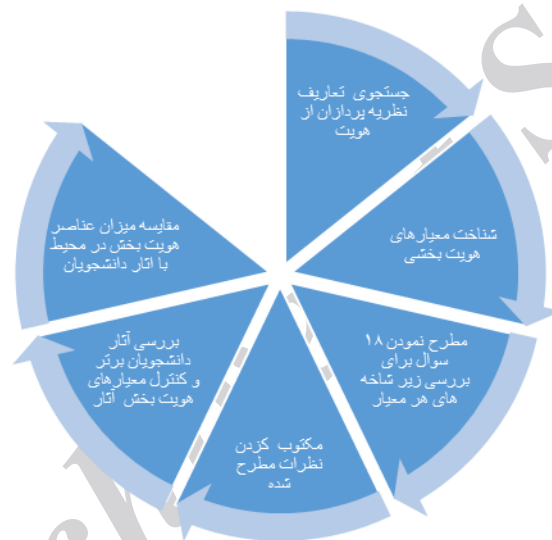 جستجوی تعاریف
نظریه پردازان از
هویت
شناخت معیارهای
هویت بخشی
مطرح نمودن ۱۸
سوال برای
بررسی زیر شاخه
های هر معیار
مکتوب کردن
نظرات مطرح
شده
بررسی آثار
دانشجویان برتر
و کنترل معیارهای
هویت بخش آثار
مقایسه میزان عناصر
هویت بخش در محیط
با آثار دانشجویان